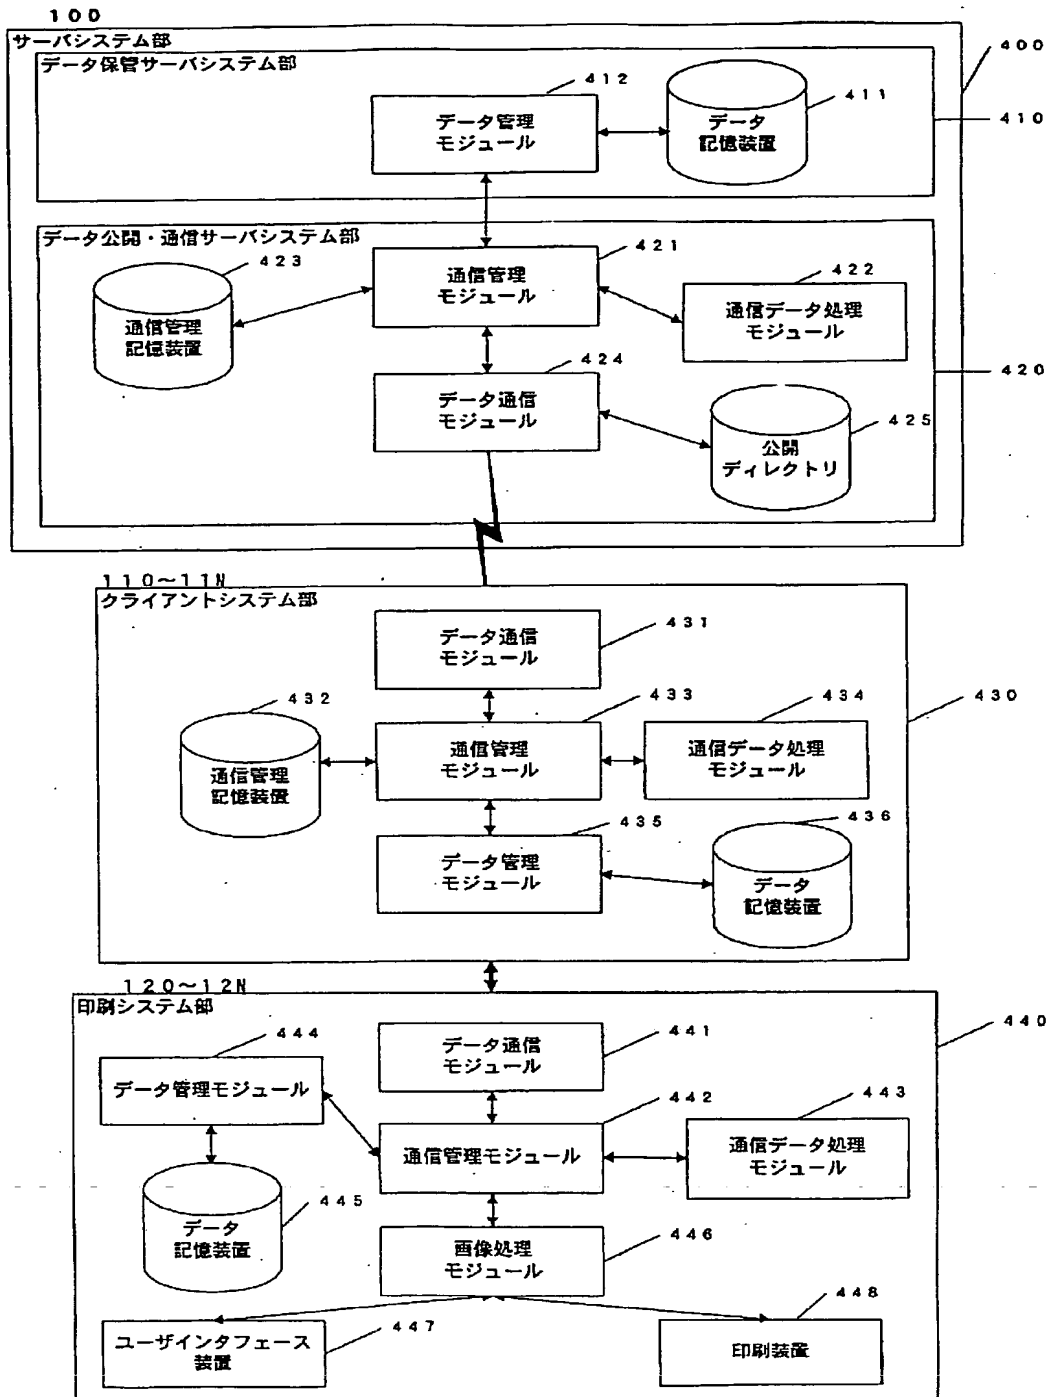 100
サーバシステム部
400
データ保管サーバシステム部
412
411
410
データ管理
モジュール
データ
記憶装置
データ公開・通信サーバシステム部
423
421
422
通信管理
モジュール
通信管理
記憶装置
通信データ処理
モジュール
424
420
データ通信
モジュール
425
公開
ディレクトリ
110~11N
クライアントシステム部
431
データ通信
モジュール
432
433
434
430
通信管理
モジュール
通信データ処理
モジュール
通信管理
記憶装置
435
436
データ管理
モジュール
データ
記憶装置
120~12N
印刷システム部
444
441
440
データ通信
モジュール
データ管理モジュール
442
443
通信管理モジュール
通信データ処理
モジュール
445
データ
記憶装置
446
画像処理
モジュール
447
448
ユーザインタフェース
装置
印刷装置